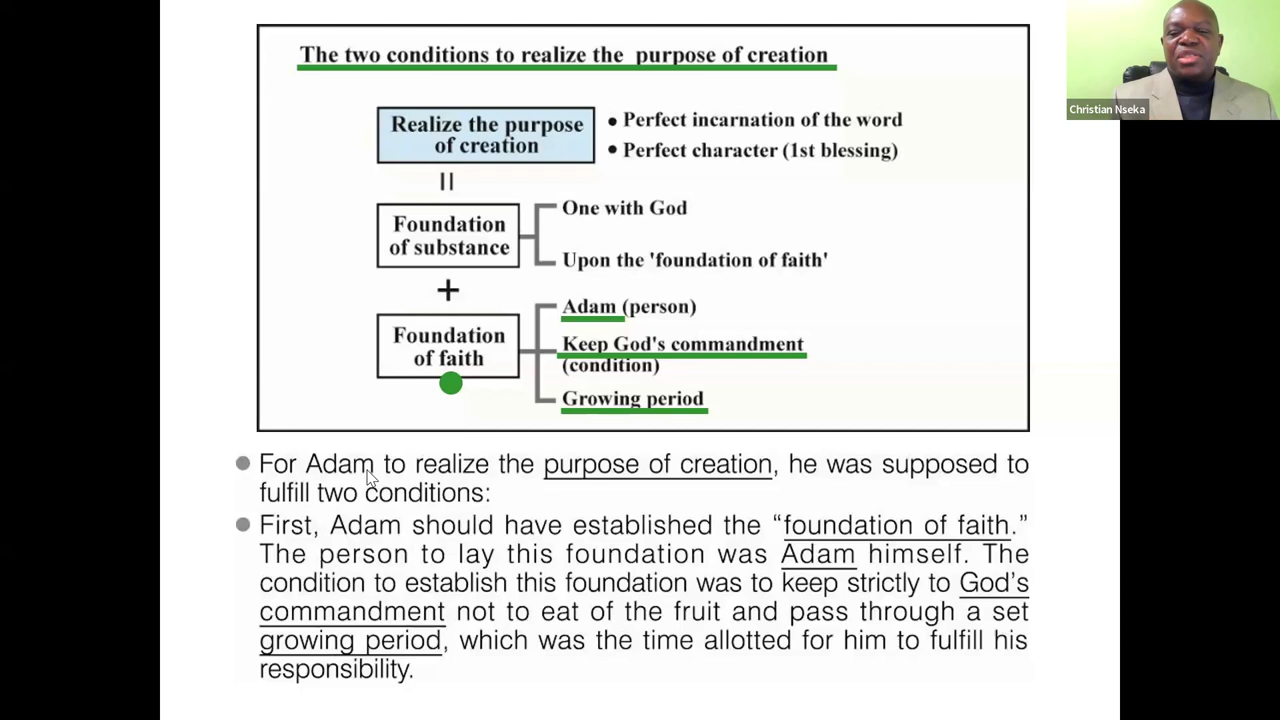 The two conditions to realize the purpose of creation
Christian Nseka
Realize the purpose
of creation
• Perfect incarnation of the word
• Perfect character (1st blessing)
=
Foundation
of substance
One with God
Upon the 'foundation of faith'
+
Foundation
of faith
Adam (person)
Keep God's commandment
(condition)
Growing period
● For Adam to realize the purpose of creation, he was supposed to
fulfill two conditions:
● First, Adam should have established the “foundation of faith.”
The person to lay this foundation was Adam himself. The
condition to establish this foundation was to keep strictly to God’s
commandment not to eat of the fruit and pass through a set
growing period, which was the time allotted for him to fulfill his
responsibility.